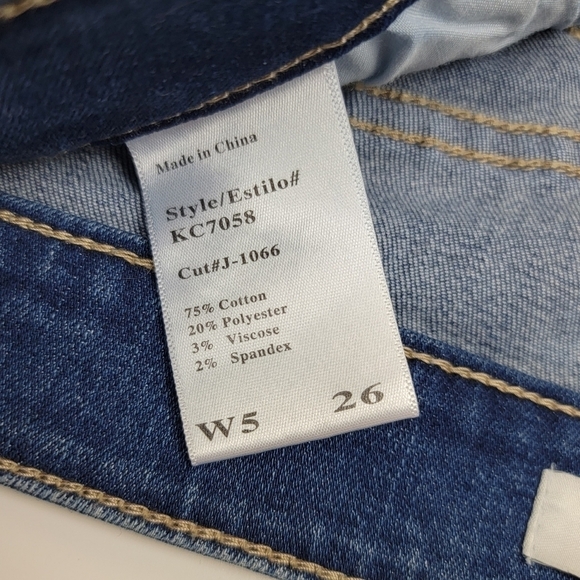 Made in China
Style/Estilo#
KC7058
Cut#J-1066
75% Cotton
20% Polyester
3% Viscose
2% Spandex
W5 26